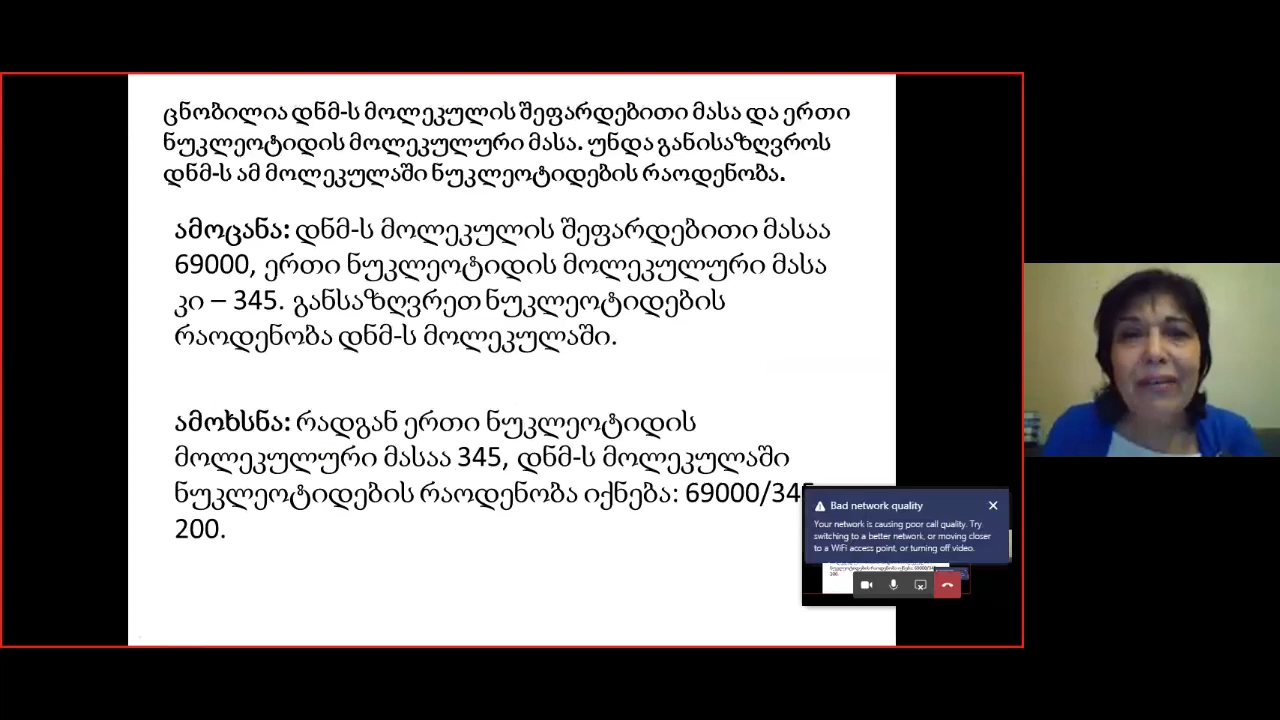 ცნობილია დნმ-ს მოლეკულის შეფარდებითი მასა და ერთი
ნუკლეოტიდის მოლეკულური მასა. უნდა განისაზღვროს
დნმ-ს ამ მოლეკულაში ნუკლეოტიდების რაოდენობა.
ამოცანა: დნმ-ს მოლეკულის შეფარდებითი მასაა
69000, ერთი ნუკლეოტიდის მოლეკულური მასა
კი – 345. განსაზღვრეთ ნუკლეოტიდების
რაოდენობა დნმ-ს მოლეკულაში.
ამოხსნა: რადგან ერთი ნუკლეოტიდის
მოლეკულური მასაა 345, დნმ-ს მოლეკულაში
ნუკლეოტიდების რაოდენობა იქნება: 69000/345
200.
Bad network quality
Your network is causing poor call quality. Try
switching to a better network, or moving closer
to a WiFi access point, or turning off video.